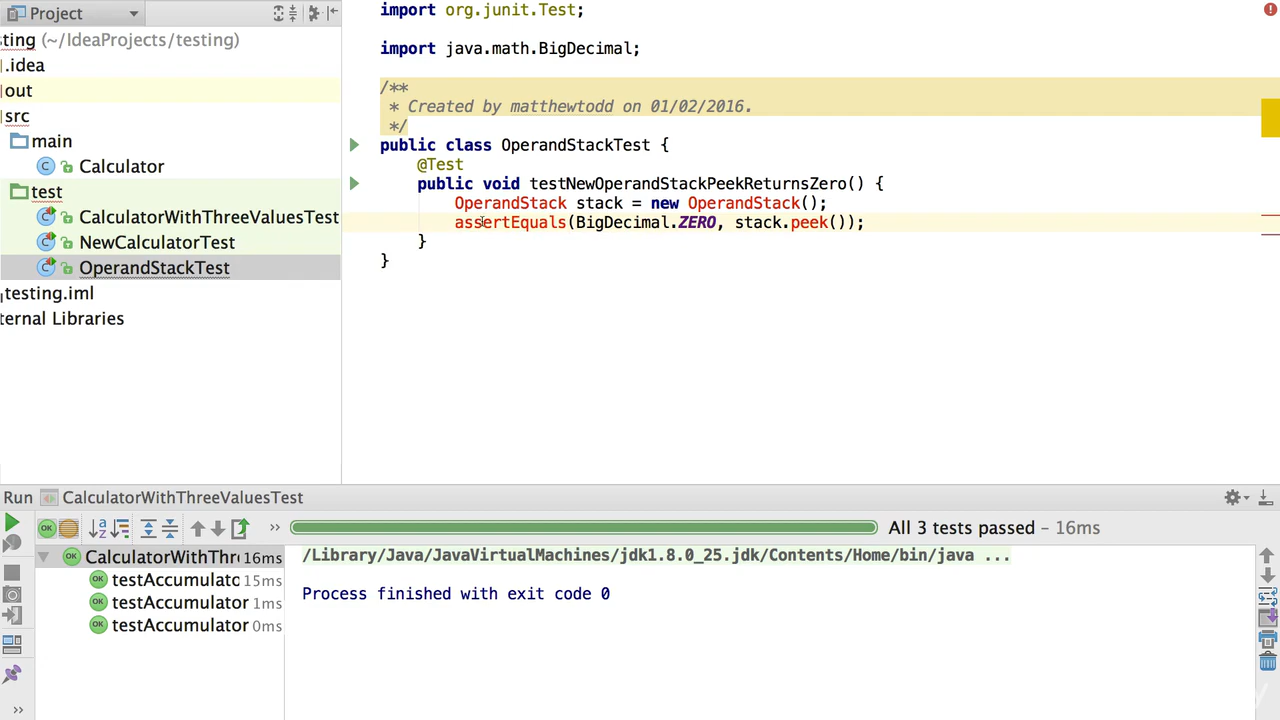 Project
sting (~/IdeaProjects/testing)
.idea
out
src
main
Calculator
test
CalculatorWithThreeValuesTest
NewCalculatorTest
OperandStackTest
testing.iml
ternal Libraries
import org.junit.Test;
import java.math.BigDecimal;
/**
* Created by matthewtodd on 01/02/2016.
*/
public class OperandStackTest {
@Test
public void testNewOperandStackPeekReturnsZero() {
OperandStack stack = new OperandStack();
assertEquals(BigDecimal.ZERO, stack.peek());
}
}
Run CalculatorWithThreeValuesTest
All 3 tests passed – 16ms
CalculatorWithThr 16ms
testAccumulato 15ms
testAccumulator 1ms
testAccumulator 0ms
/Library/Java/JavaVirtualMachines/jdk1.8.0_25.jdk/Contents/Home/bin/java ...
Process finished with exit code 0